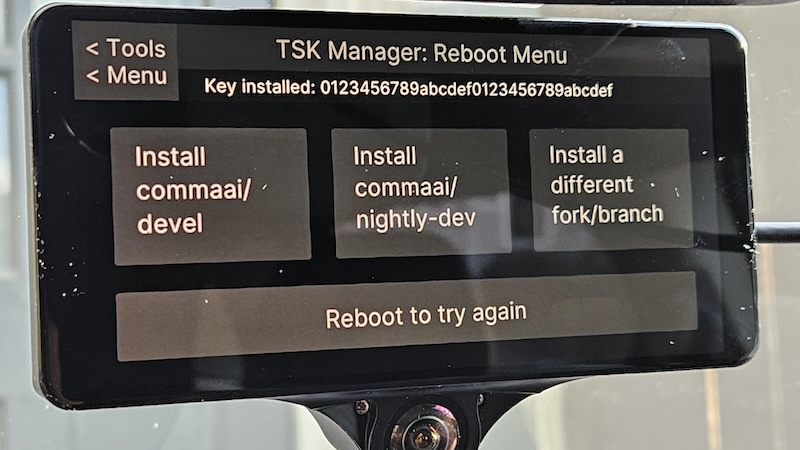 < Tools
< Menu
TSK Manager: Reboot Menu
Key installed: 0123456789abcdef0123456789abcdef
Install
commaai/
devel
Install
commaai/
nightly-dev
Install a
different
fork/branch
Reboot to try again